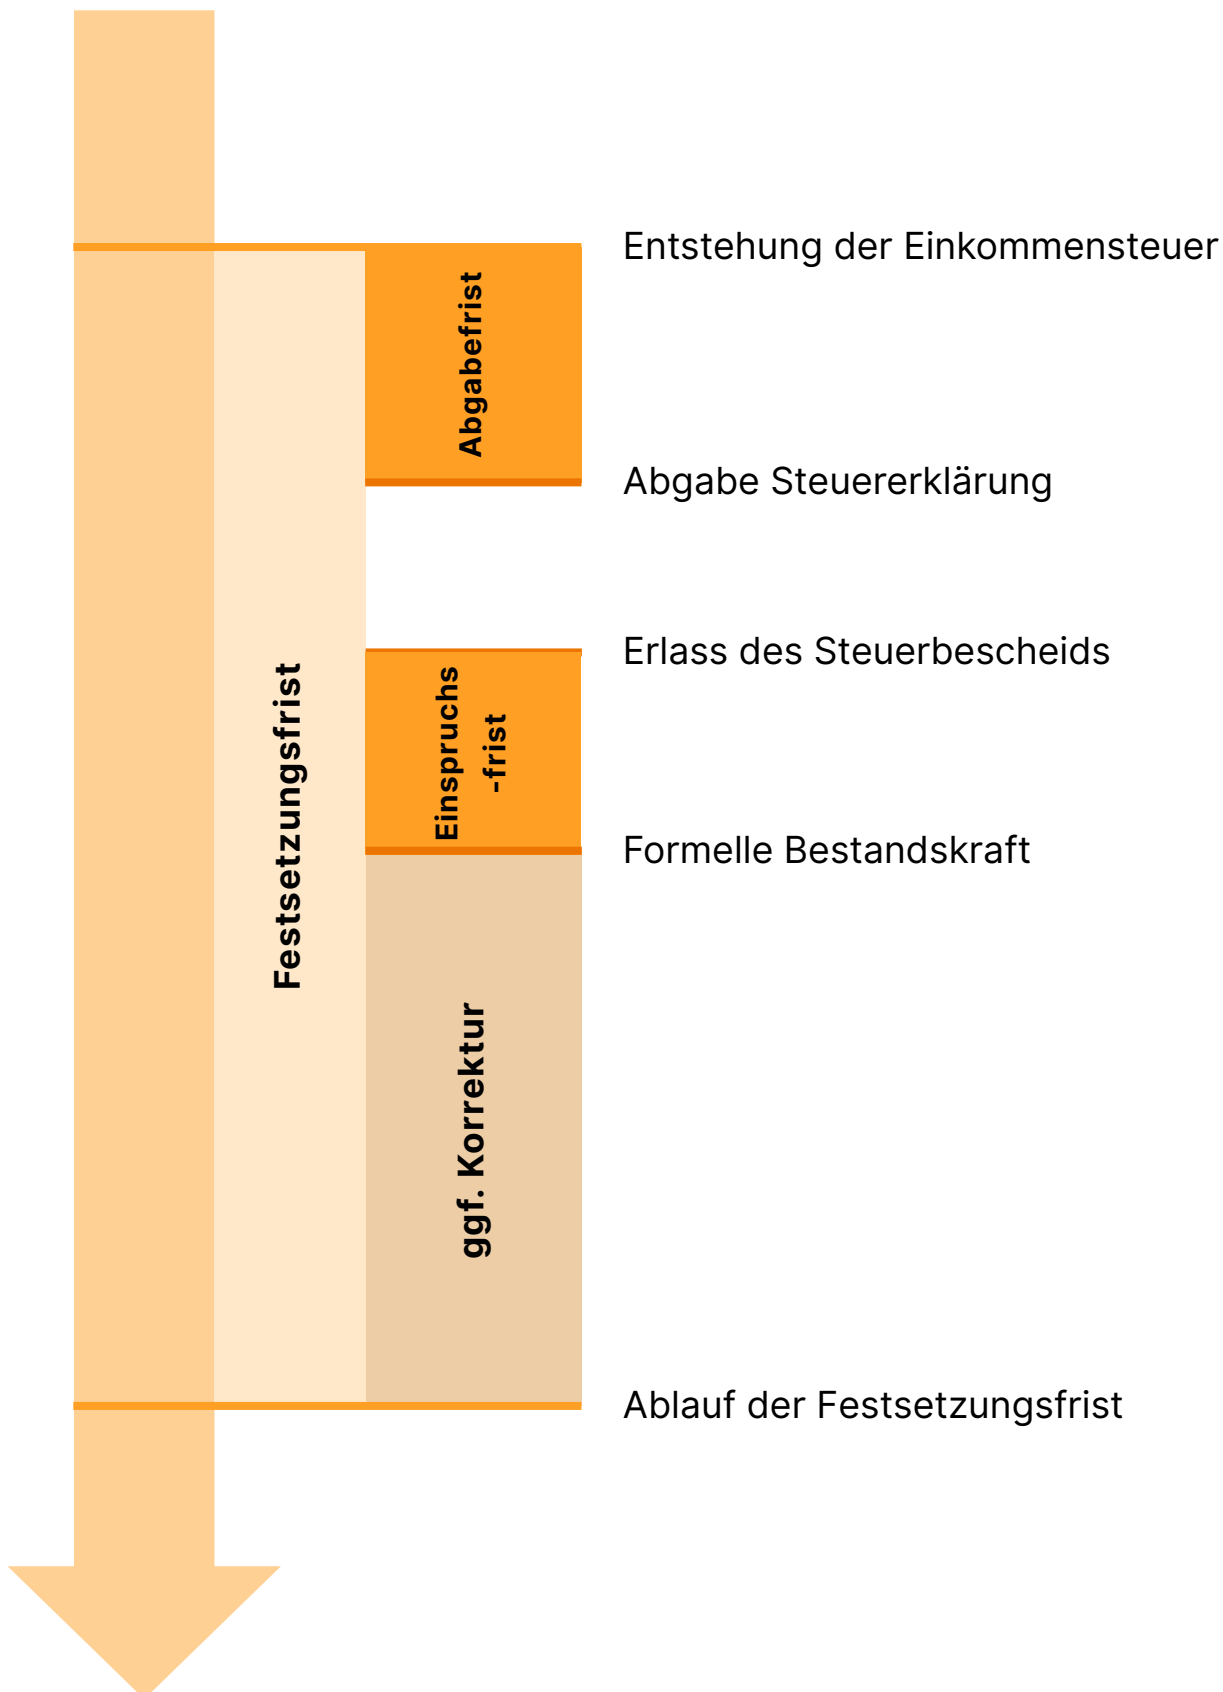 Entstehung der Einkommensteuer
Abgabefrist
Abgabe Steuererklärung
Erlass des Steuerbescheids
Festsetzungsfrist
Einspruchs
-frist
Formelle Bestandskraft
ggf. Korrektur
Ablauf der Festsetzungsfrist